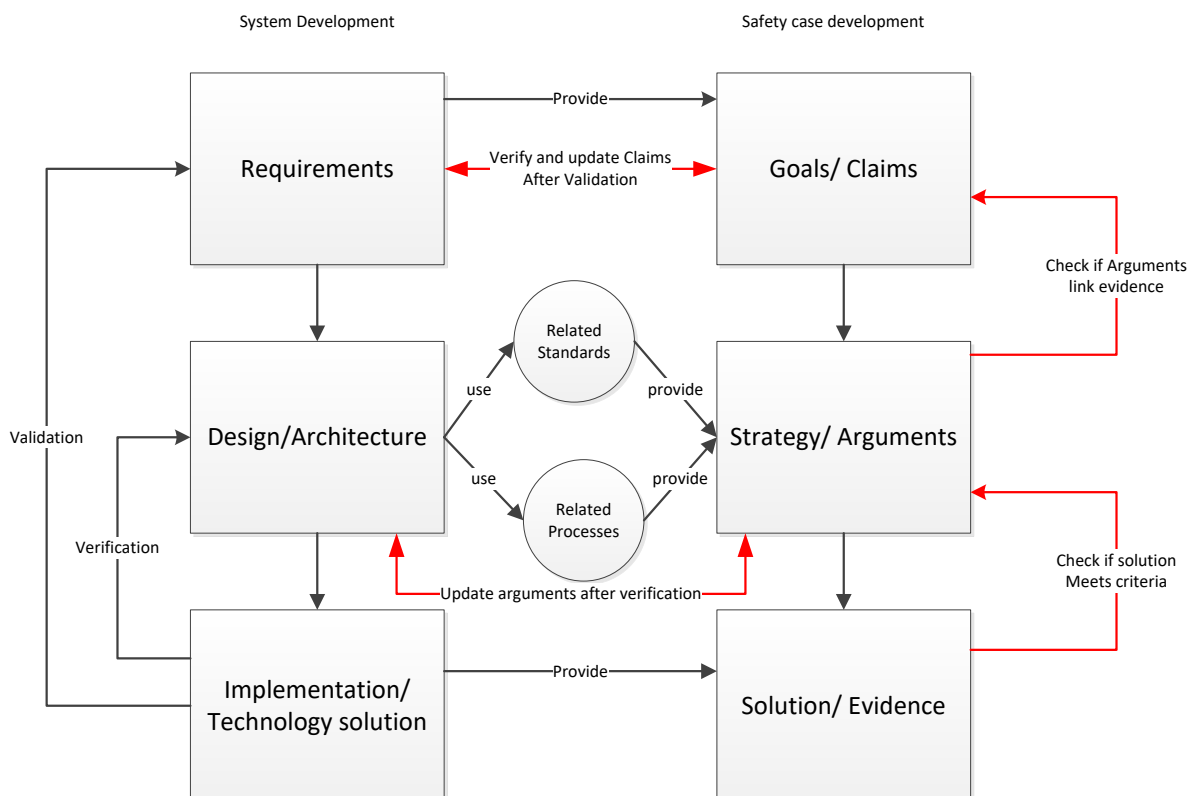 System Development
Safety case development
Provide
Requirements
Verify and update Claims
After Validation
Goals/ Claims
Check if Arguments
link evidence
Related
Standards
use
provide
Validation
Design/Architecture
Strategy/ Arguments
use
provide
Related
Processes
Verification
Check if solution
Meets criteria
Update arguments after verification
Provide
Implementation/
Technology solution
Solution/ Evidence